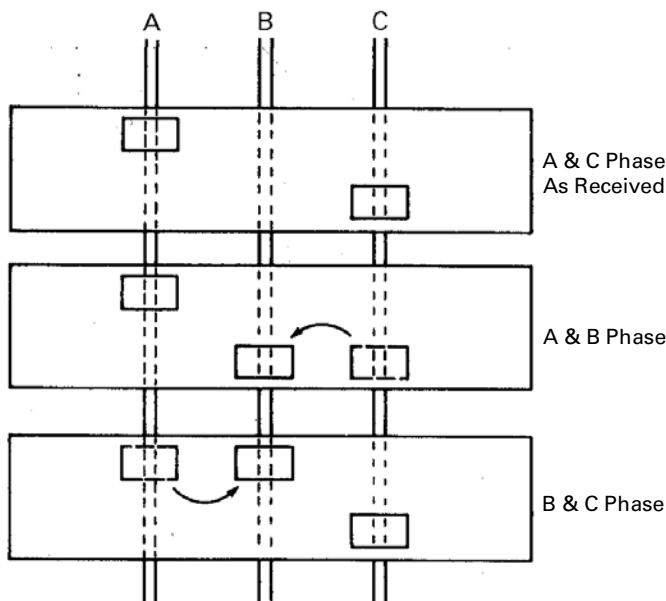 A B C
A & C Phase
As Received
A & B Phase
B & C Phase